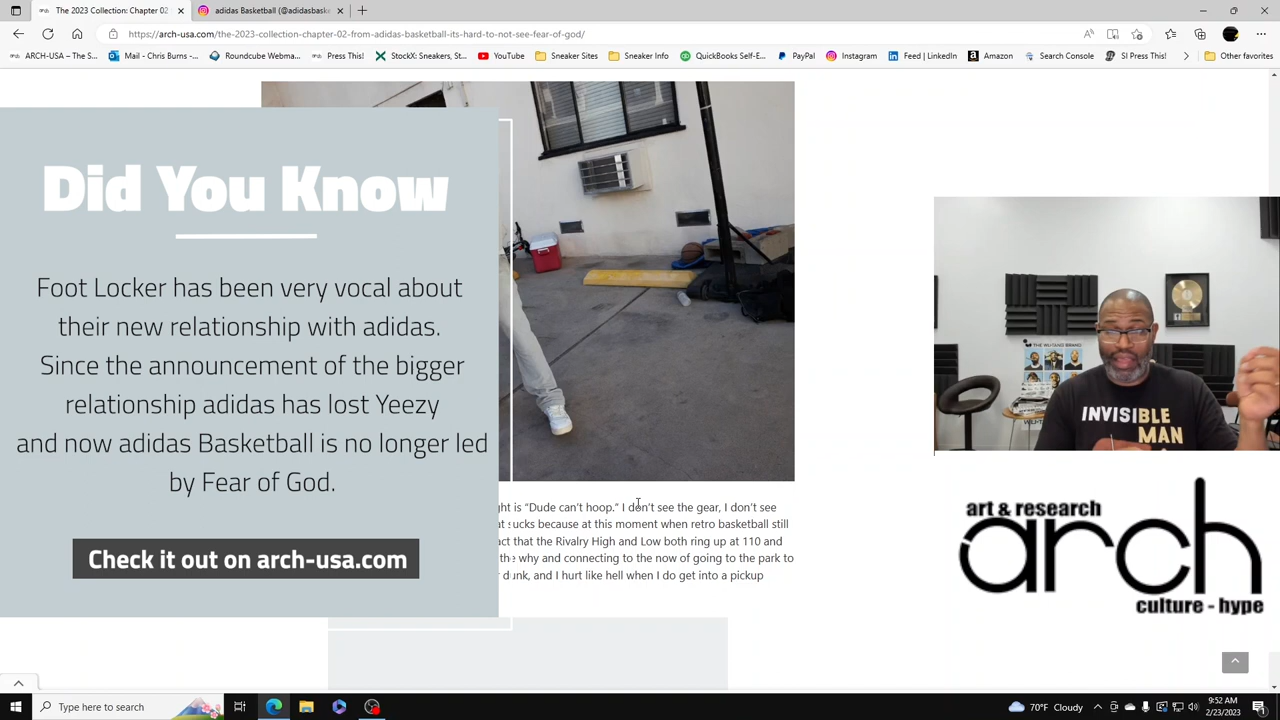 The 2023 Collection: Chapter 02
adidas Basketball (@adidasbaske
https://arch-usa.com/the-2023-collection-chapter-02-from-adidas-basketball-its-hard-to-not-see-fear-of-god/
ARCH-USA – The S...
Mail - Chris Burns -...
Roundcube Webma...
Press This!
StockX: Sneakers, St...
YouTube
Sneaker Sites
Sneaker Info
QuickBooks Self-E...
PayPal
Instagram
Feed | LinkedIn
Amazon
Search Console
SI Press This!
Other favorites
Did You Know
Foot Locker has been very vocal about
their new relationship with adidas.
Since the announcement of the bigger
relationship adidas has lost Yeezy
and now adidas Basketball is no longer led
by Fear of God.
Check it out on arch-usa.com
is “Dude can’t hoop.” I don’t see the gear, I don’t see
sucks because at this moment when retro basketball still
that the Rivalry High and Low both ring up at 110 and
the why and connecting to the now of going to the park to
dunk, and I hurt like hell when I do get into a pickup
INVISIBLE
MAN
art & research
arch
culture - hype
Type here to search
70°F Cloudy
9:52 AM
2/23/2023